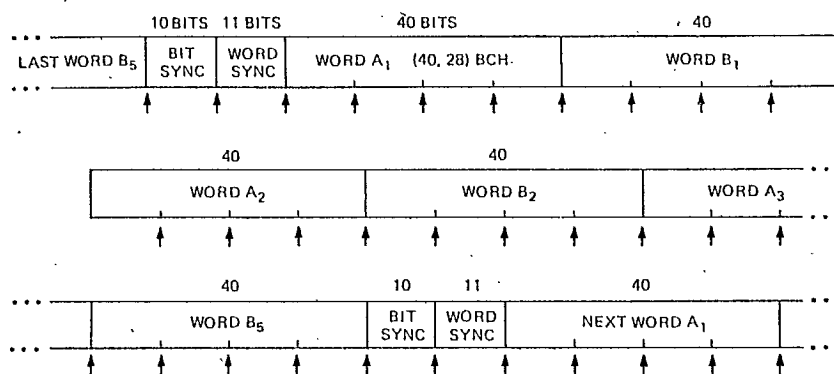 10 BITS 11 BITS 40 BITS 40
LAST WORD B5 BIT SYNC WORD SYNC WORD A1 (40, 28) BCH WORD B1
40 40
WORD A2 WORD B2 WORD A3
40 10 11 40
WORD B5 BIT SYNC WORD SYNC NEXT WORD A1